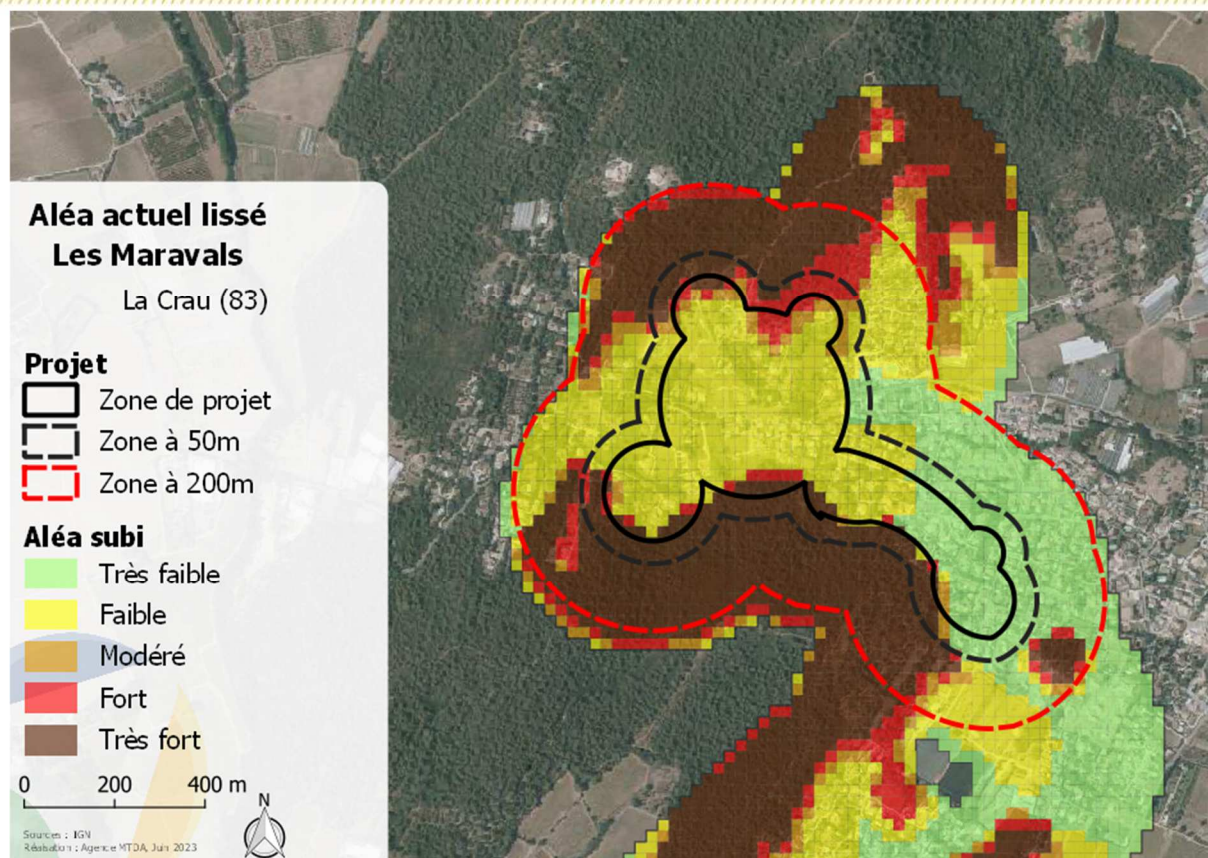 Aléa actuel lissé
Les Maravals
La Crau (83)
Projet
Zone de projet
Zone à 50m
Zone à 200m
Aléa subi
Très faible
Faible
Modéré
Fort
Très fort
0 200 400 m
N
Sources : IGN
Réalisation : Agence MTDA, Juin 2023